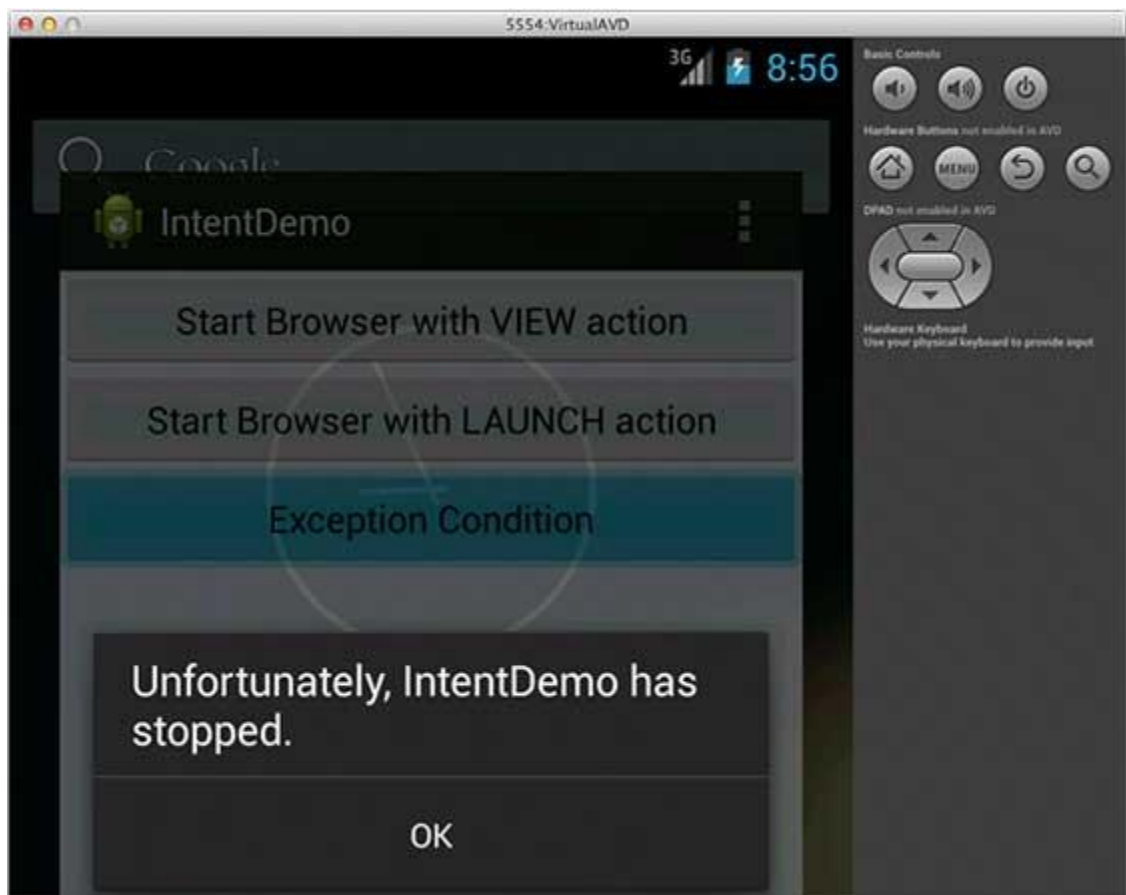 5554:VirtualAVD
3G 8:56
Google
IntentDemo
Start Browser with VIEW action
Start Browser with LAUNCH action
Exception Condition
Unfortunately, IntentDemo has
stopped.
OK
Basic Controls
Hardware Buttons not enabled in AVD
MENU
DPAD not enabled in AVD
Hardware Keyboard
Use your physical keyboard to provide input